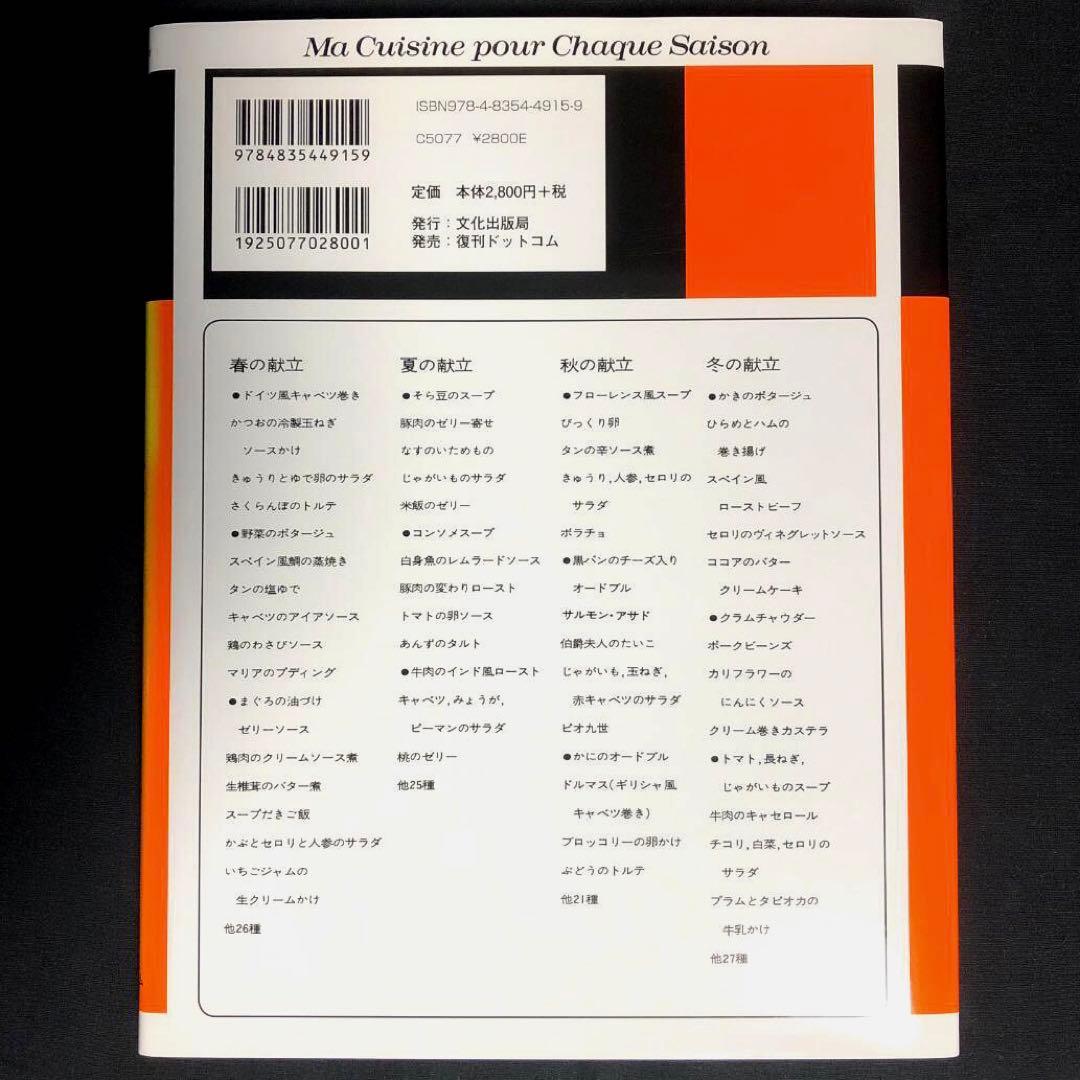 Ma Cuisine pour Chaque Saison
ISBN978-4-8354-4915-9
9784835449159
C5077 ¥2800E
定価 本体2,800円+税
発行:文化出版局
発売:復刊ドットコム
1925077028001
春の献立
●ドイツ風キャベツ巻き
かつおの冷製玉ねぎ
ソースかけ
きゅうりとゆで卵のサラダ
さくらんぼのトルテ
●野菜のポタージュ
スペイン風鯛の蒸焼き
タンの塩ゆで
キャベツのアイアソース
鶏のわさびソース
マリアのプディング
●まぐろの油づけ
ゼリーソース
鶏肉のクリームソース煮
生椎茸のバター煮
スープだきご飯
かぶとセロリと人参のサラダ
いちごジャムの
生クリームかけ
他26種
夏の献立
●そら豆のスープ
豚肉のゼリー寄せ
なすのいためもの
じゃがいものサラダ
米飯のゼリー
●コンソメスープ
白身魚のレムラードソース
豚肉の変わりロースト
トマトの卵ソース
あんずのタルト
●牛肉のインド風ロースト
キャベツ,みょうが,
ピーマンのサラダ
桃のゼリー
他25種
秋の献立
●フローレンス風スープ
びっくり卵
タンの辛ソース煮
きゅうり,人参,セロリの
サラダ
ボラチョ
●黒パンのチーズ入り
オードブル
サルモン・アサド
伯爵夫人のたいこ
じゃがいも,玉ねぎ,
赤キャベツのサラダ
ピオ九世
●かにのオードブル
ドルマス(ギリシャ風
キャベツ巻き)
ブロッコリーの卵かけ
ぶどうのトルテ
他21種
冬の献立
●かきのポタージュ
ひらめとハムの
巻き揚げ
スペイン風
ローストビーフ
セロリのヴィネグレットソース
ココアのバター
クリームケーキ
●クラムチャウダー
ポークビーンズ
カリフラワーの
にんにくソース
クリーム巻きカステラ
●トマト,長ねぎ,
じゃがいものスープ
牛肉のキャセロール
チコリ,白菜,セロリの
サラダ
プラムとタピオカの
牛乳かけ
他27種